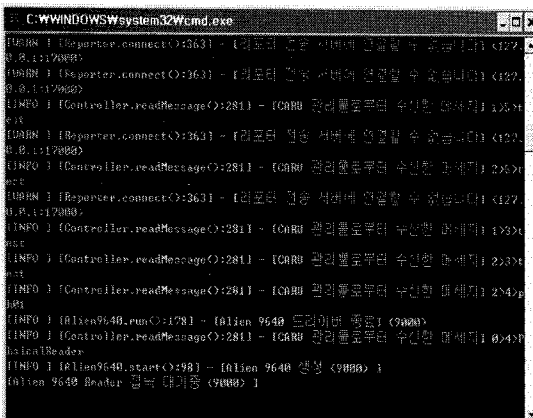 C:₩WINDOWS₩system32₩cmd.exe
[WARN ] [Reporter.connect():363] - [리포터 전송 서버에 연결할 수 없습니다] <127.
0.0.1:17000>
[WARN ] [Reporter.connect():363] - [리포터 전송 서버에 연결할 수 없습니다] <127.
0.0.1:17000>
[INFO ] [Controller.readMessage():281] - [CARU 관리툴로부터 수신한 메세지] 1>5>t
est
[WARN ] [Reporter.connect():363] - [리포터 전송 서버에 연결할 수 없습니다] <127.
0.0.1:17000>
[INFO ] [Controller.readMessage():281] - [CARU 관리툴로부터 수신한 메세지] 2>5>t
est
[WARN ] [Reporter.connect():363] - [리포터 전송 서버에 연결할 수 없습니다] <127.
0.0.1:17000>
[INFO ] [Controller.readMessage():281] - [CARU 관리툴로부터 수신한 메세지] 1>3>t
est
[INFO ] [Controller.readMessage():281] - [CARU 관리툴로부터 수신한 메세지] 2>3>t
est
[INFO ] [Controller.readMessage():281] - [CARU 관리툴로부터 수신한 메세지] 2>4>p
h01
[INFO ] [Alien9640.run():178] - [Alien 9640 드라이버 종료] <9000>
[INFO ] [Controller.readMessage():281] - [CARU 관리툴로부터 수신한 메세지] 0>4>P
hsicalReader
[INFO ] [Alien9640.start():98] - [Alien 9640 생성 <9000> ]
[Alien 9640 Reader 접속 대기중 <9000> ]